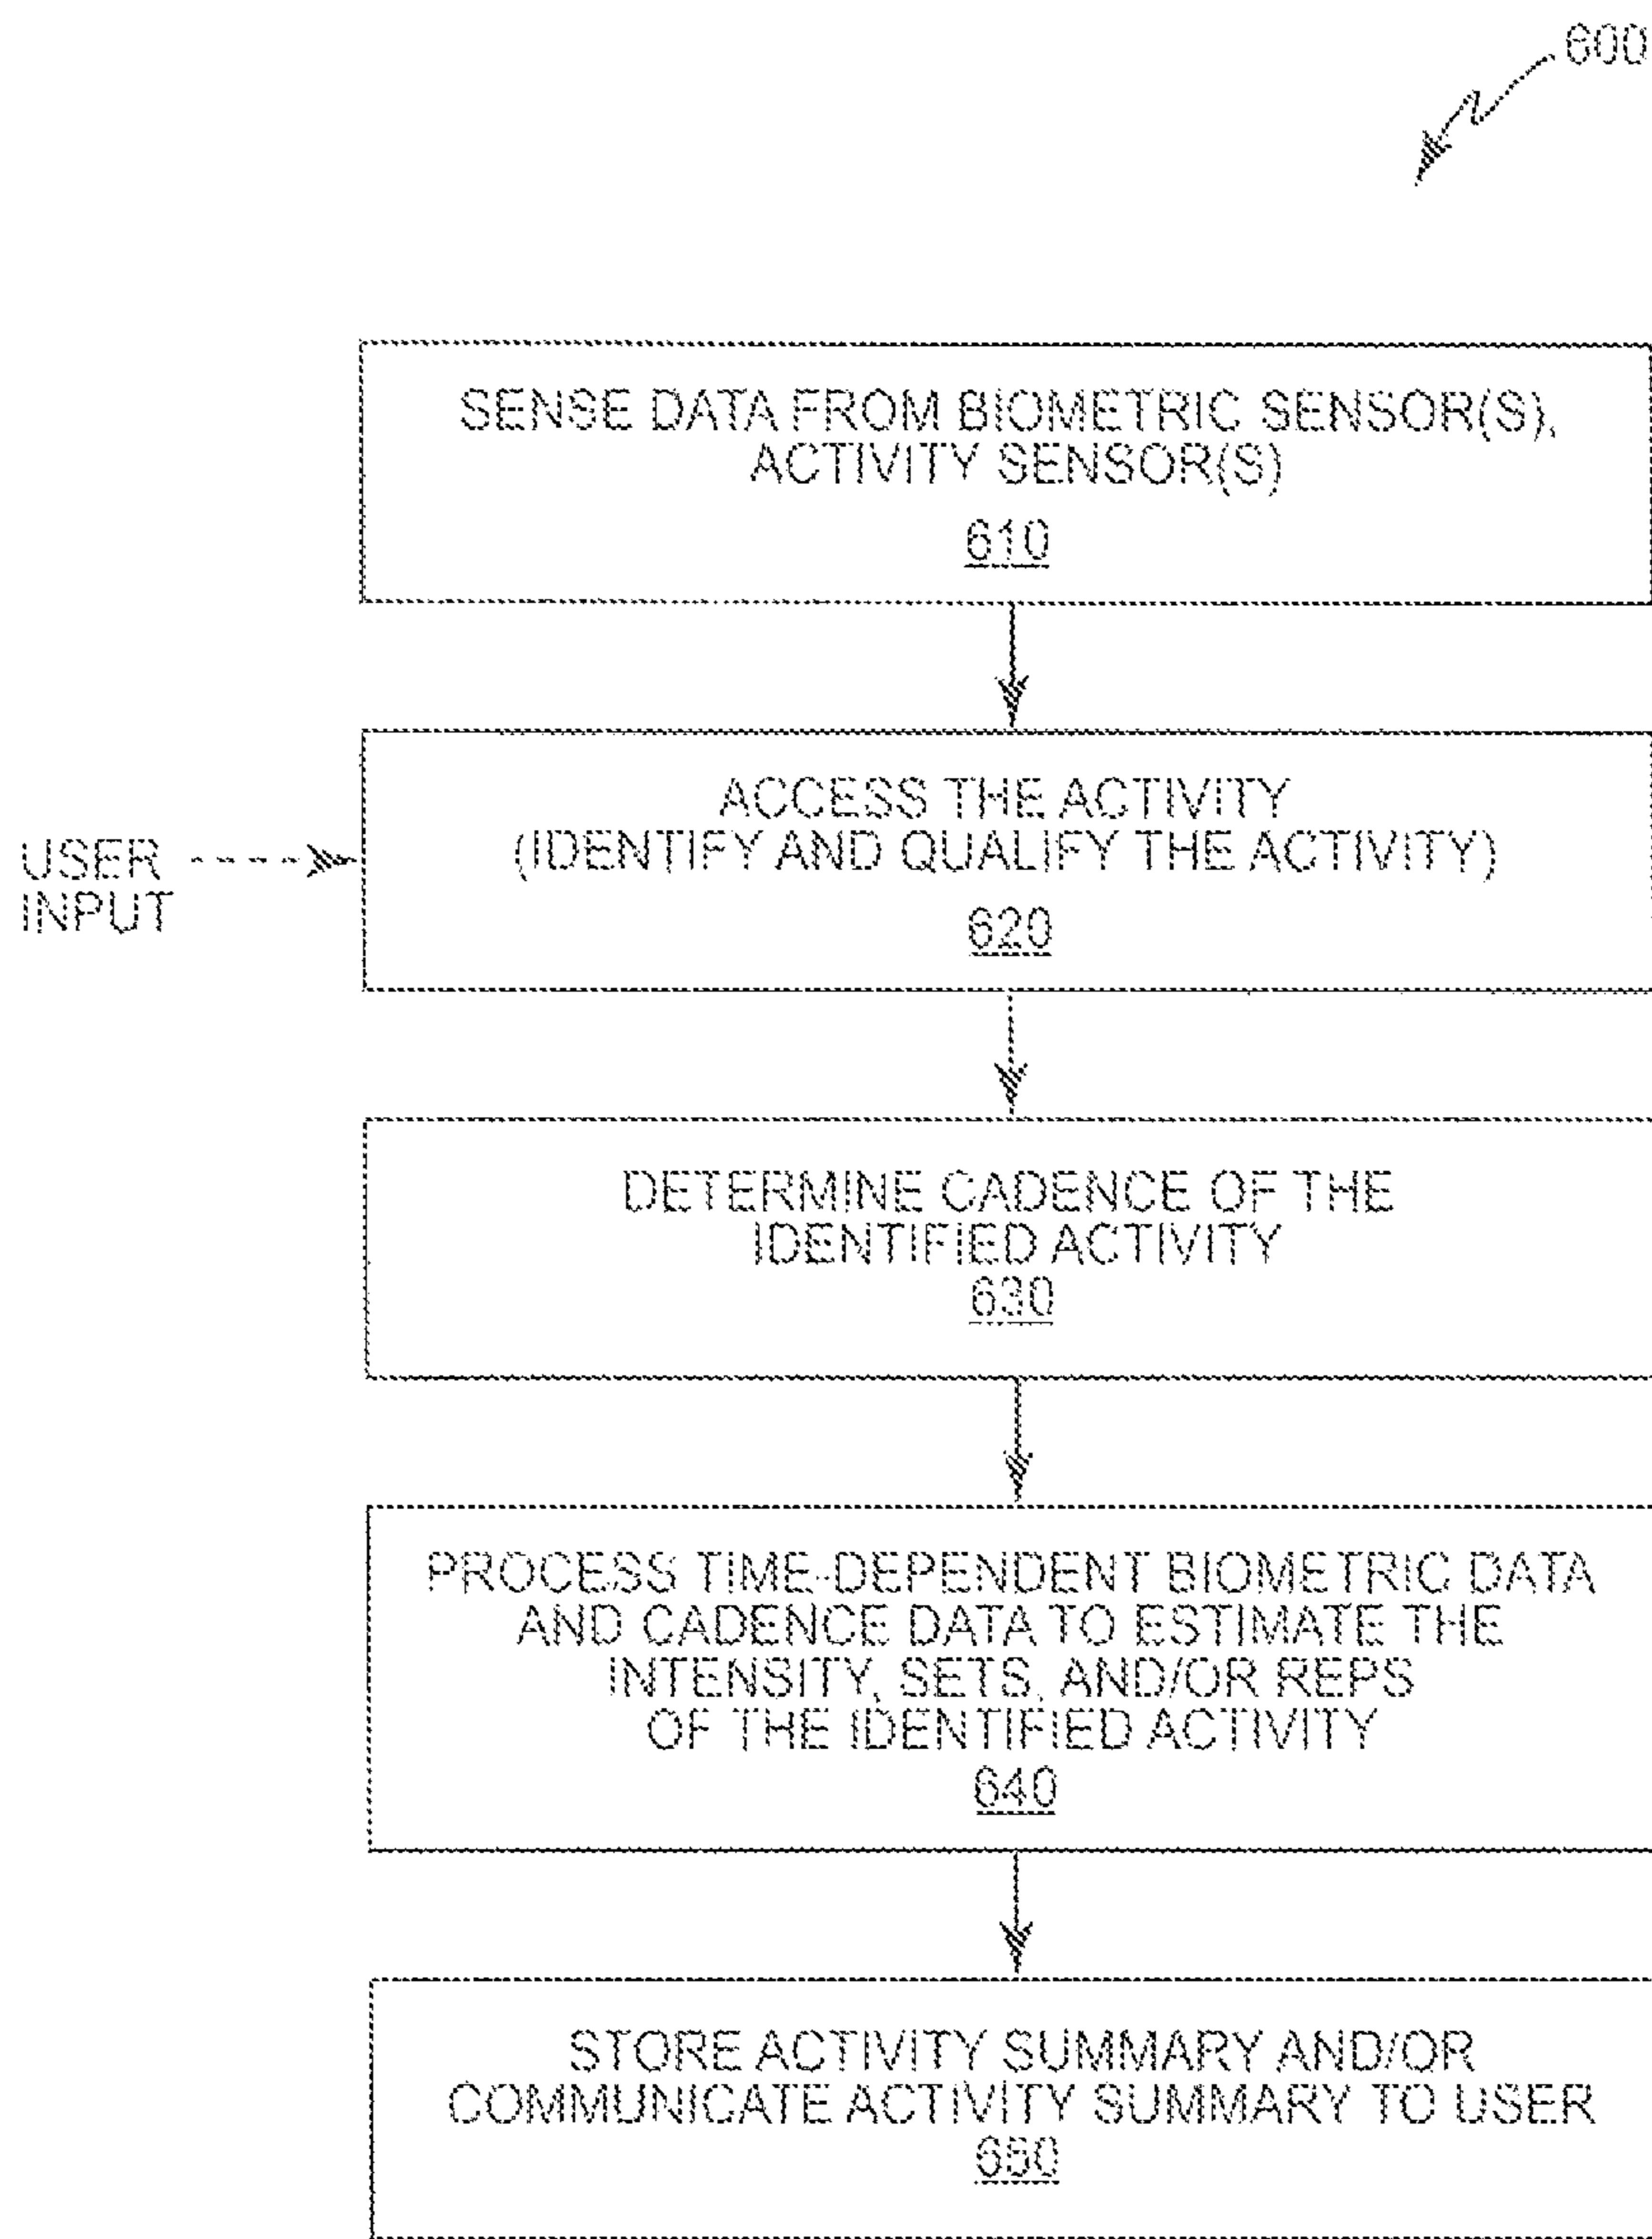 600
SENSE DATA FROM BIOMETRIC SENSOR(S),
ACTIVITY SENSOR(S)
610
ACCESS THE ACTIVITY
(IDENTIFY AND QUALIFY THE ACTIVITY)
620
USER
INPUT
DETERMINE CADENCE OF THE
IDENTIFIED ACTIVITY
630
PROCESS TIME-DEPENDENT BIOMETRIC DATA
AND CADENCE DATA TO ESTIMATE THE
INTENSITY, SETS, AND/OR REPS
OF THE IDENTIFIED ACTIVITY
640
STORE ACTIVITY SUMMARY AND/OR
COMMUNICATE ACTIVITY SUMMARY TO USER
650